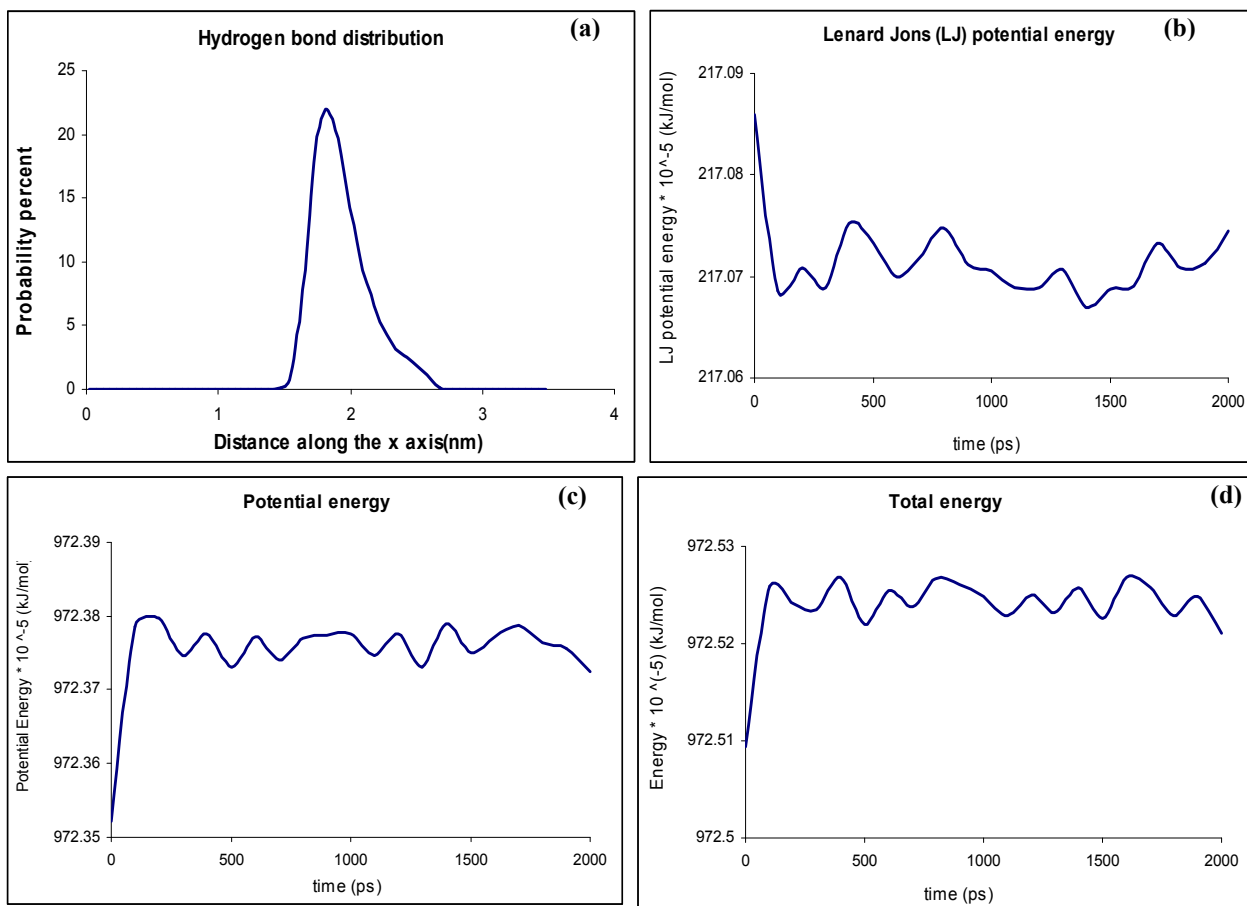 Hydrogen bond distribution
(a)
Probability percent
25
20
15
10
5
0
0 1 2 3 4
Distance along the x axis(nm)
Lenard Jons (LJ) potential energy
(b)
LJ potential energy * 10^-5 (kJ/mol)
217.09
217.08
217.07
217.06
0 500 1000 1500 2000
time (ps)
Potential energy
(c)
Potential Energy * 10 ^-5 (kJ/mol
972.39
972.38
972.37
972.36
972.35
0 500 1000 1500 2000
time (ps)
Total energy
(d)
Energy * 10 ^(-5) (kJ/mol)
972.53
972.52
972.51
972.5
0 500 1000 1500 2000
time (ps)